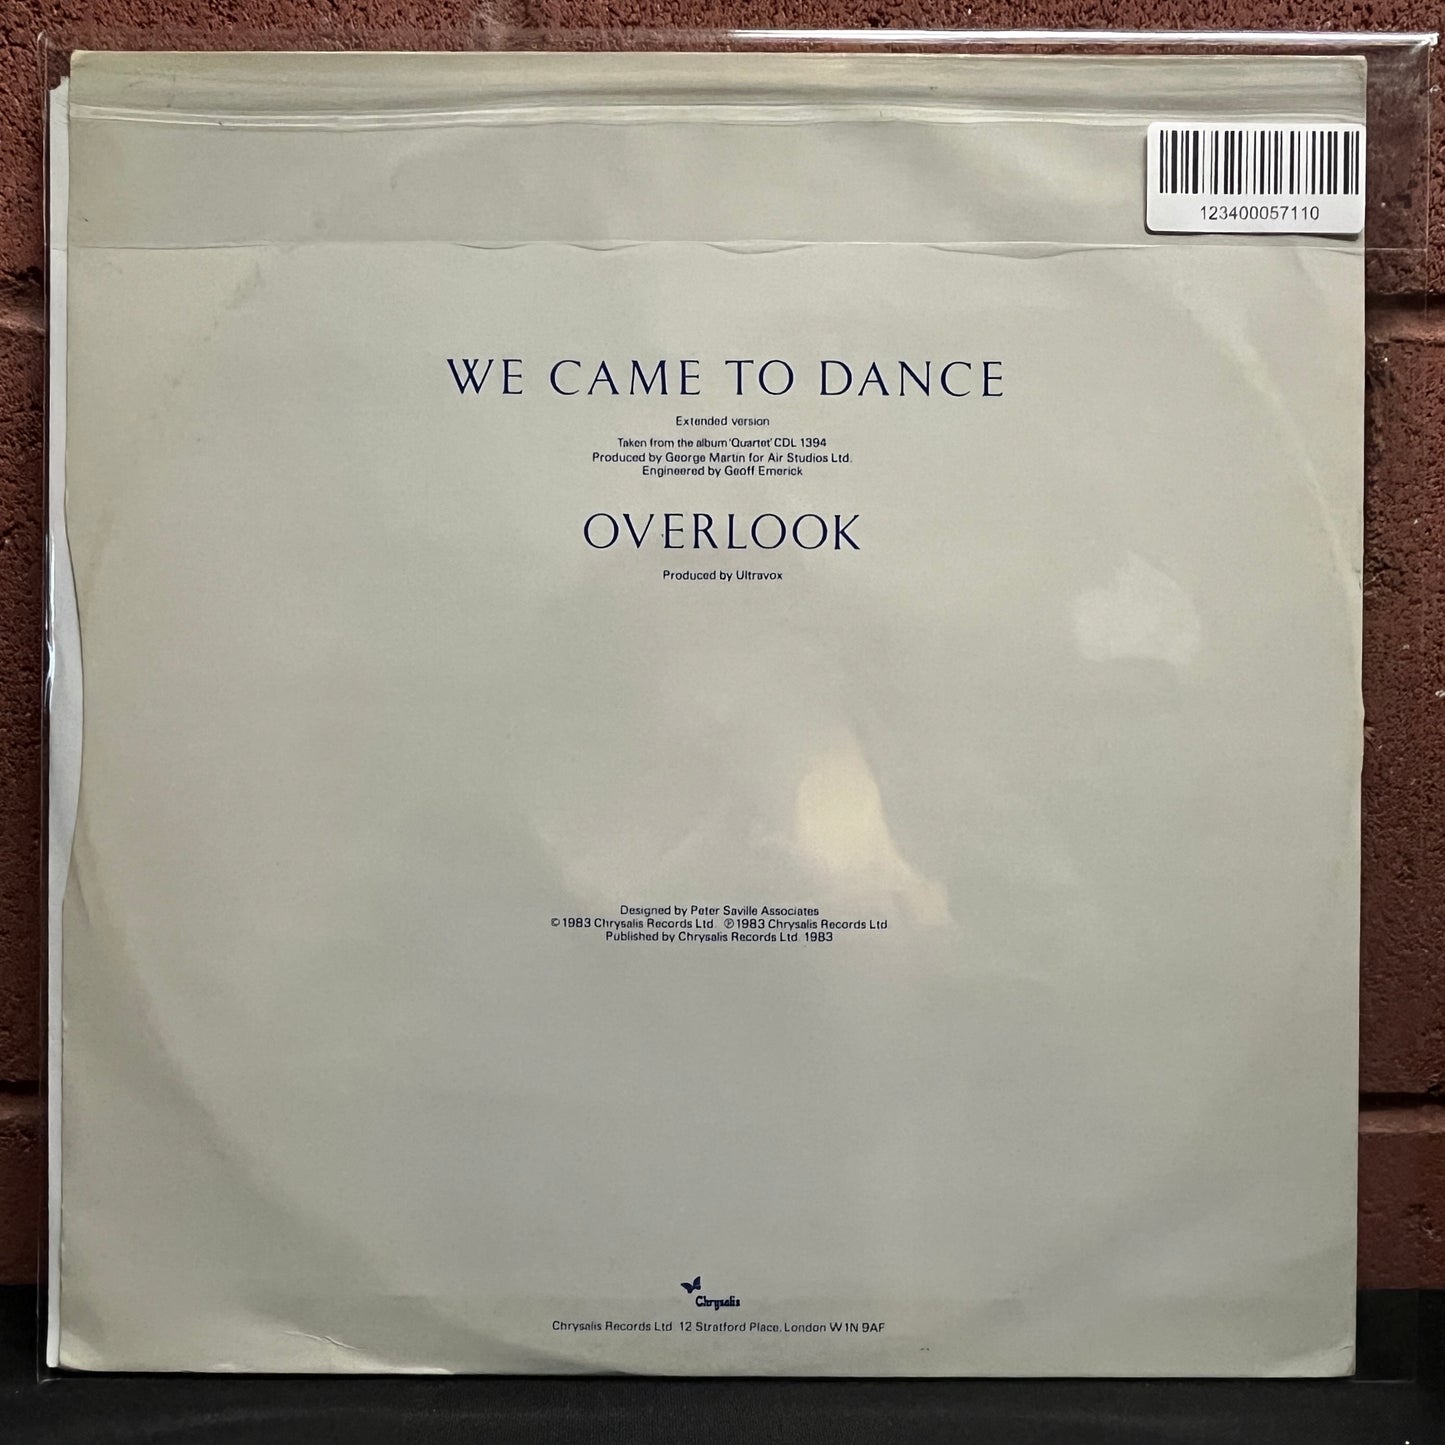 123400057110
WE CAME TO DANCE
Extended version
Taken from the album 'Quartet' CDL 1394
Produced by George Martin for Air Studios Ltd.
Engineered by Geoff Emerick
OVERLOOK
Produced by Ultravox
Designed by Peter Saville Associates
© 1983 Chrysalis Records Ltd. ℗ 1983 Chrysalis Records Ltd
Published by Chrysalis Records Ltd. 1983
Chrysalis
Chrysalis Records Ltd. 12 Stratford Place, London W1N 9AF